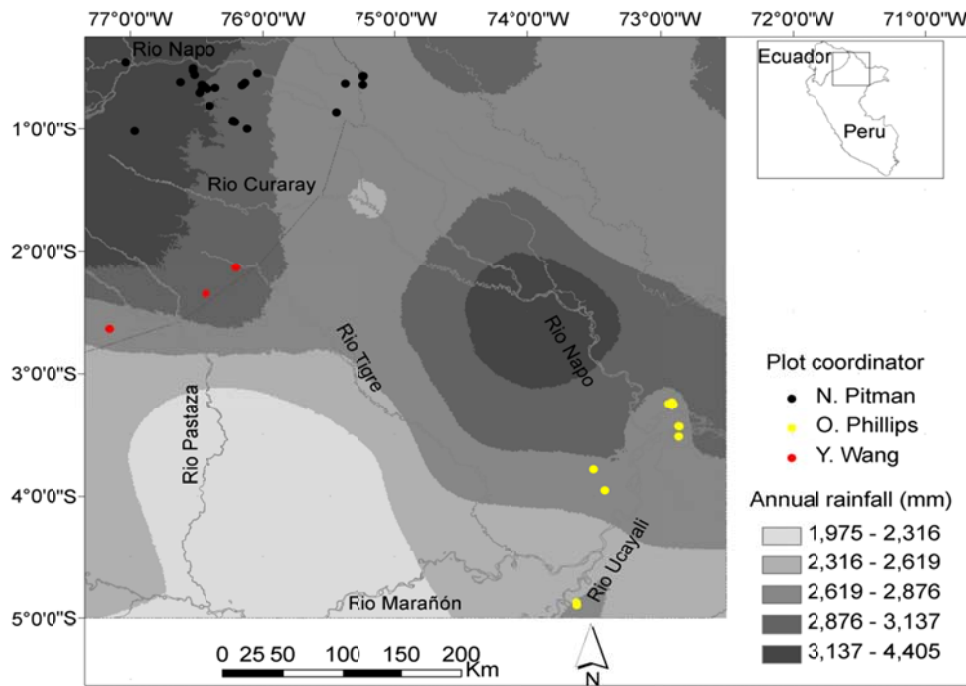 77°0'0"W 76°0'0"W 75°0'0"W 74°0'0"W 73°0'0"W 72°0'0"W 71°0'0"W
Rio Napo
Ecuador
Peru
1°0'0"S
Rio Curaray
2°0'0"S
Rio Tigre
Rio Napo
3°0'0"S
Rio Pastaza
Plot coordinator
N. Pitman
O. Phillips
Y. Wang
4°0'0"S
Annual rainfall (mm)
1,975 - 2,316
2,316 - 2,619
2,619 - 2,876
2,876 - 3,137
3,137 - 4,405
Rio Ucayali
Rio Marañón
5°0'0"S
0 25 50 100 150 200
Km
N